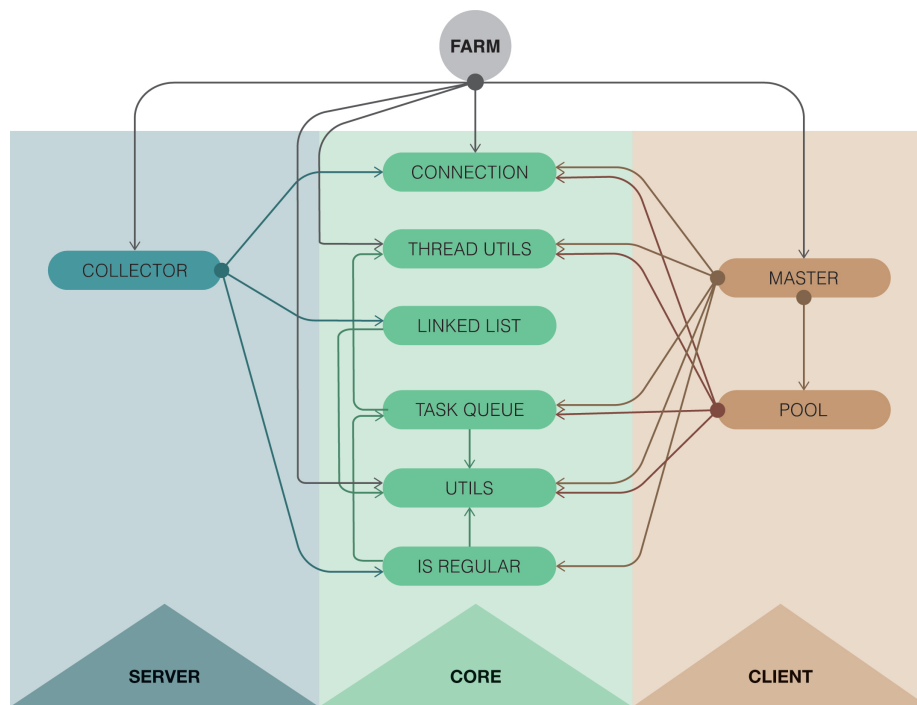 FARM
CONNECTION
THREAD UTILS
COLLECTOR
MASTER
LINKED LIST
TASK QUEUE
POOL
UTILS
IS REGULAR
SERVER
CORE
CLIENT